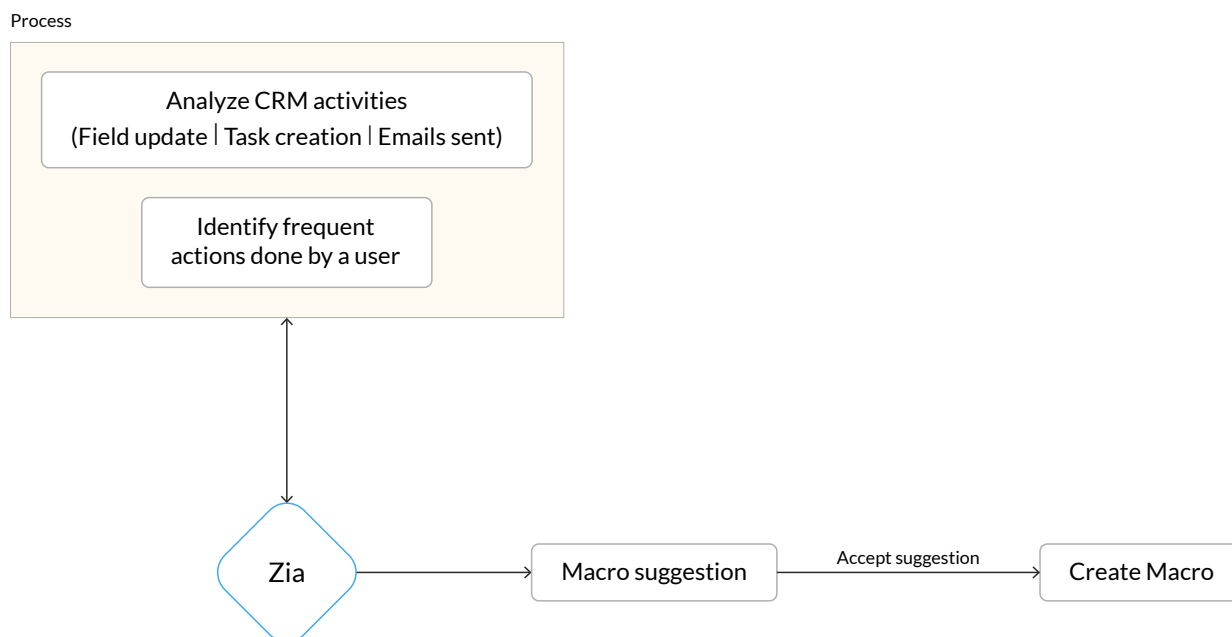 Process
Analyze CRM activities
(Field update | Task creation | Emails sent)
Identify frequent
actions done by a user
Zia
Macro suggestion
Accept suggestion
Create Macro